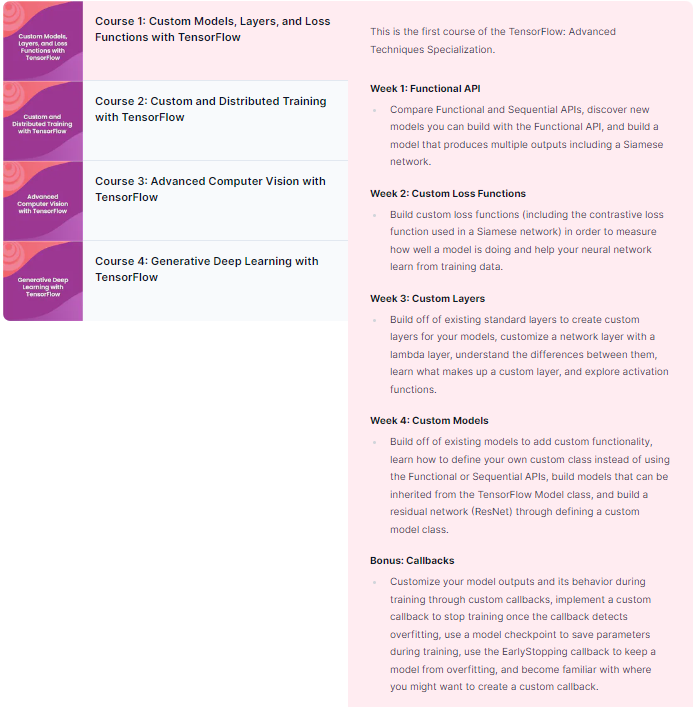 Custom Models,
Layers, and Loss
Functions with
TensorFlow
Course 1: Custom Models, Layers, and Loss
Functions with TensorFlow
Custom and
Distributed Training
with TensorFlow
Course 2: Custom and Distributed Training
with TensorFlow
Advanced
Computer Vision
with TensorFlow
Course 3: Advanced Computer Vision with
TensorFlow
Generative Deep
Learning with
TensorFlow
Course 4: Generative Deep Learning with
TensorFlow
This is the first course of the TensorFlow: Advanced
Techniques Specialization.
Week 1: Functional API
Compare Functional and Sequential APIs, discover new
models you can build with the Functional API, and build a
model that produces multiple outputs including a Siamese
network.
Week 2: Custom Loss Functions
Build custom loss functions (including the contrastive loss
function used in a Siamese network) in order to measure
how well a model is doing and help your neural network
learn from training data.
Week 3: Custom Layers
Build off of existing standard layers to create custom
layers for your models, customize a network layer with a
lambda layer, understand the differences between them,
learn what makes up a custom layer, and explore activation
functions.
Week 4: Custom Models
Build off of existing models to add custom functionality,
learn how to define your own custom class instead of using
the Functional or Sequential APIs, build models that can be
inherited from the TensorFlow Model class, and build a
residual network (ResNet) through defining a custom
model class.
Bonus: Callbacks
Customize your model outputs and its behavior during
training through custom callbacks, implement a custom
callback to stop training once the callback detects
overfitting, use a model checkpoint to save parameters
during training, use the EarlyStopping callback to keep a
model from overfitting, and become familiar with where
you might want to create a custom callback.